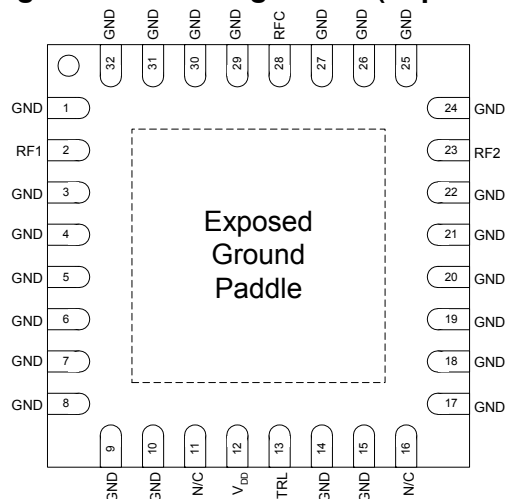 GND GND GND GND RFC GND GND GND
32 31 30 29 28 27 26 25
GND 1 24 GND
RF1 2 23 RF2
GND 3 22 GND
GND 4 21 GND
GND 5 20 GND
GND 6 19 GND
GND 7 18 GND
GND 8 17 GND
Exposed
Ground
Paddle
9 10 11 12 13 14 15 16
GND GND N/C VDD TRL GND GND N/C